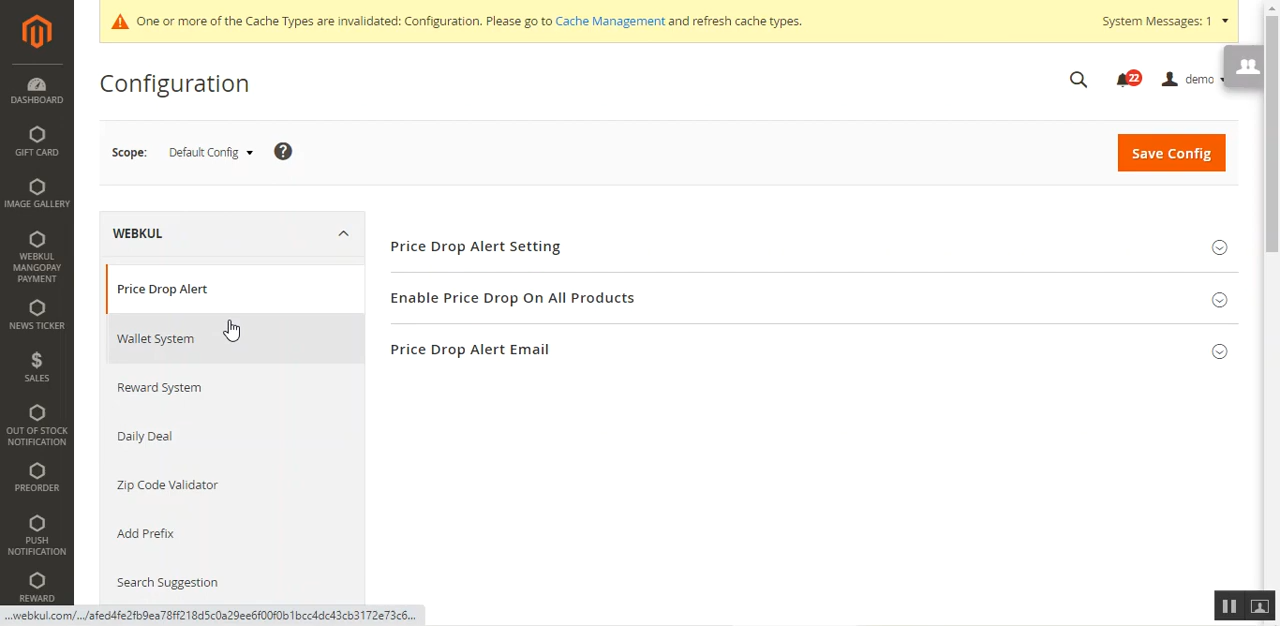 One or more of the Cache Types are invalidated: Configuration. Please go to Cache Management and refresh cache types.
System Messages: 1
Configuration
22
demo
Scope:
Default Config
?
Save Config
DASHBOARD
GIFT CARD
IMAGE GALLERY
WEBKUL
MANGOPAY
PAYMENT
NEWS TICKER
$
SALES
OUT OF STOCK
NOTIFICATION
PREORDER
PUSH
NOTIFICATION
REWARD
WEBKUL
Price Drop Alert
Wallet System
Reward System
Daily Deal
Zip Code Validator
Add Prefix
Search Suggestion
Price Drop Alert Setting
Enable Price Drop On All Products
Price Drop Alert Email
...webkul.com/.../afed4fe2fb9ea78ff218d5c0a29ee6f00f0b1bcc4dc43cb3172e73c6...